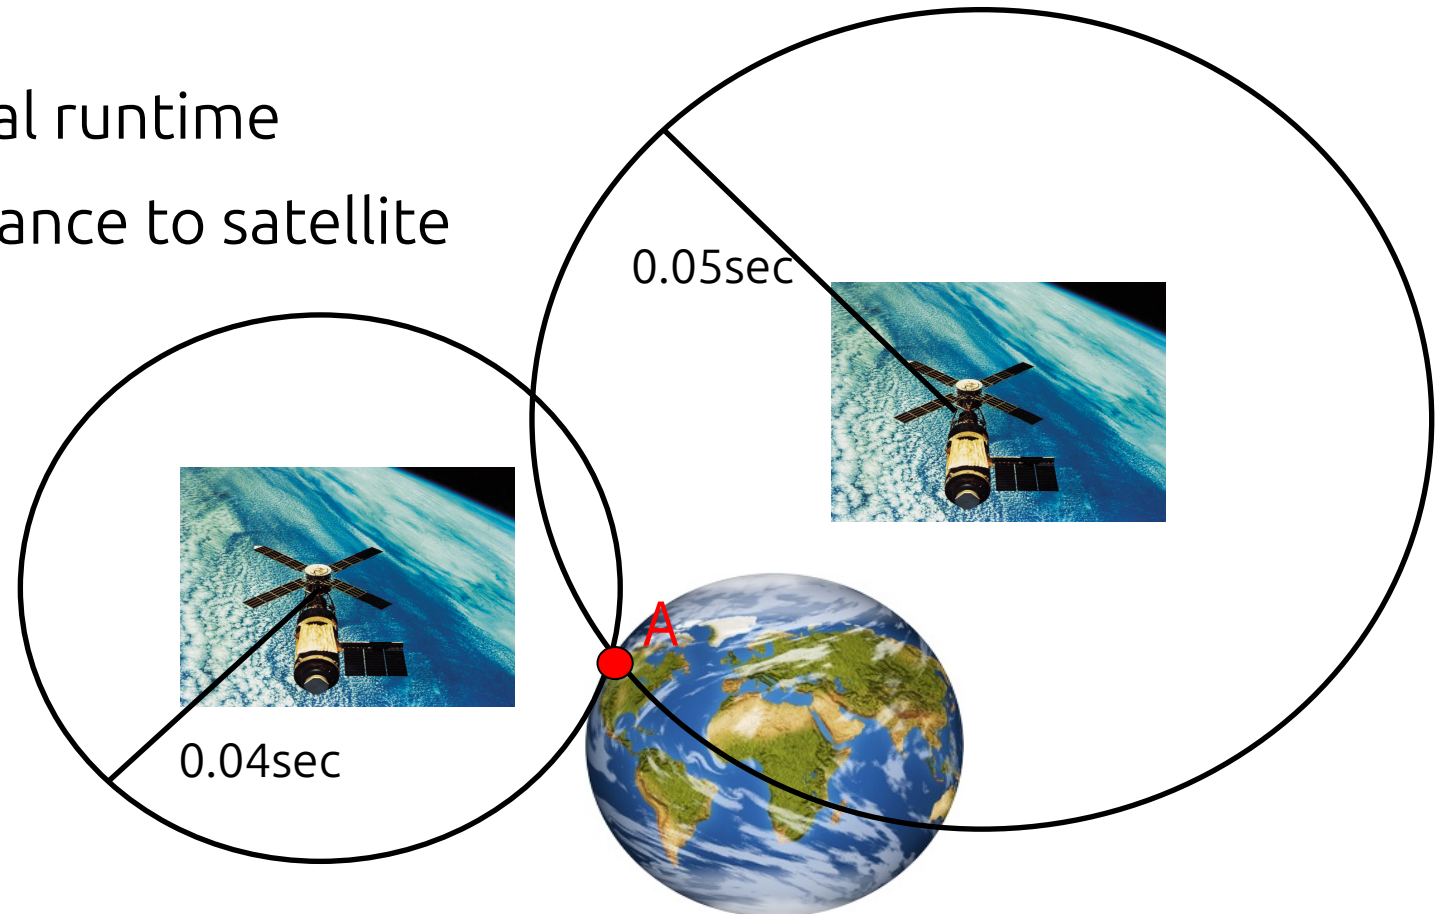 al runtime
ance to satellite
0.05sec
A
0.04sec